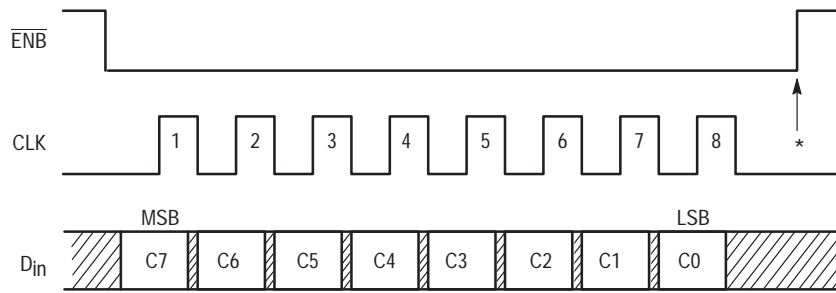 ENB
CLK 1 2 3 4 5 6 7 8 *
MSB LSB
Din C7 C6 C5 C4 C3 C2 C1 C0